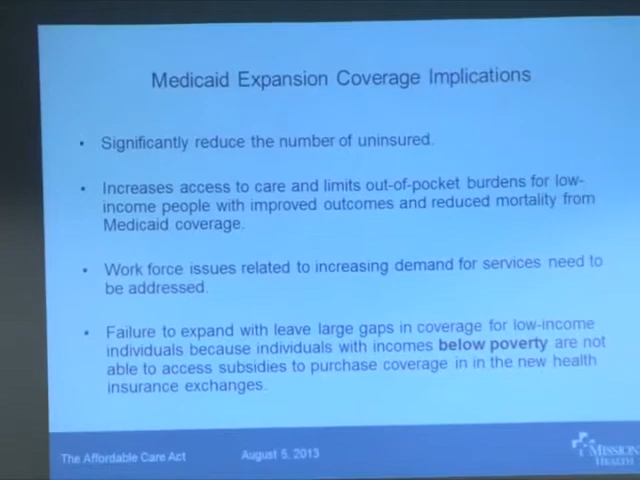 Medicaid Expansion Coverage Implications
• Significantly reduce the number of uninsured.
• Increases access to care and limits out-of-pocket burdens for low-
income people with improved outcomes and reduced mortality from
Medicaid coverage.
• Work force issues related to increasing demand for services need to
be addressed.
• Failure to expand with leave large gaps in coverage for low-income
individuals because individuals with incomes below poverty are not
able to access subsidies to purchase coverage in in the new health
insurance exchanges.
The Affordable Care Act August 5, 2013
MISSION
HEALTH